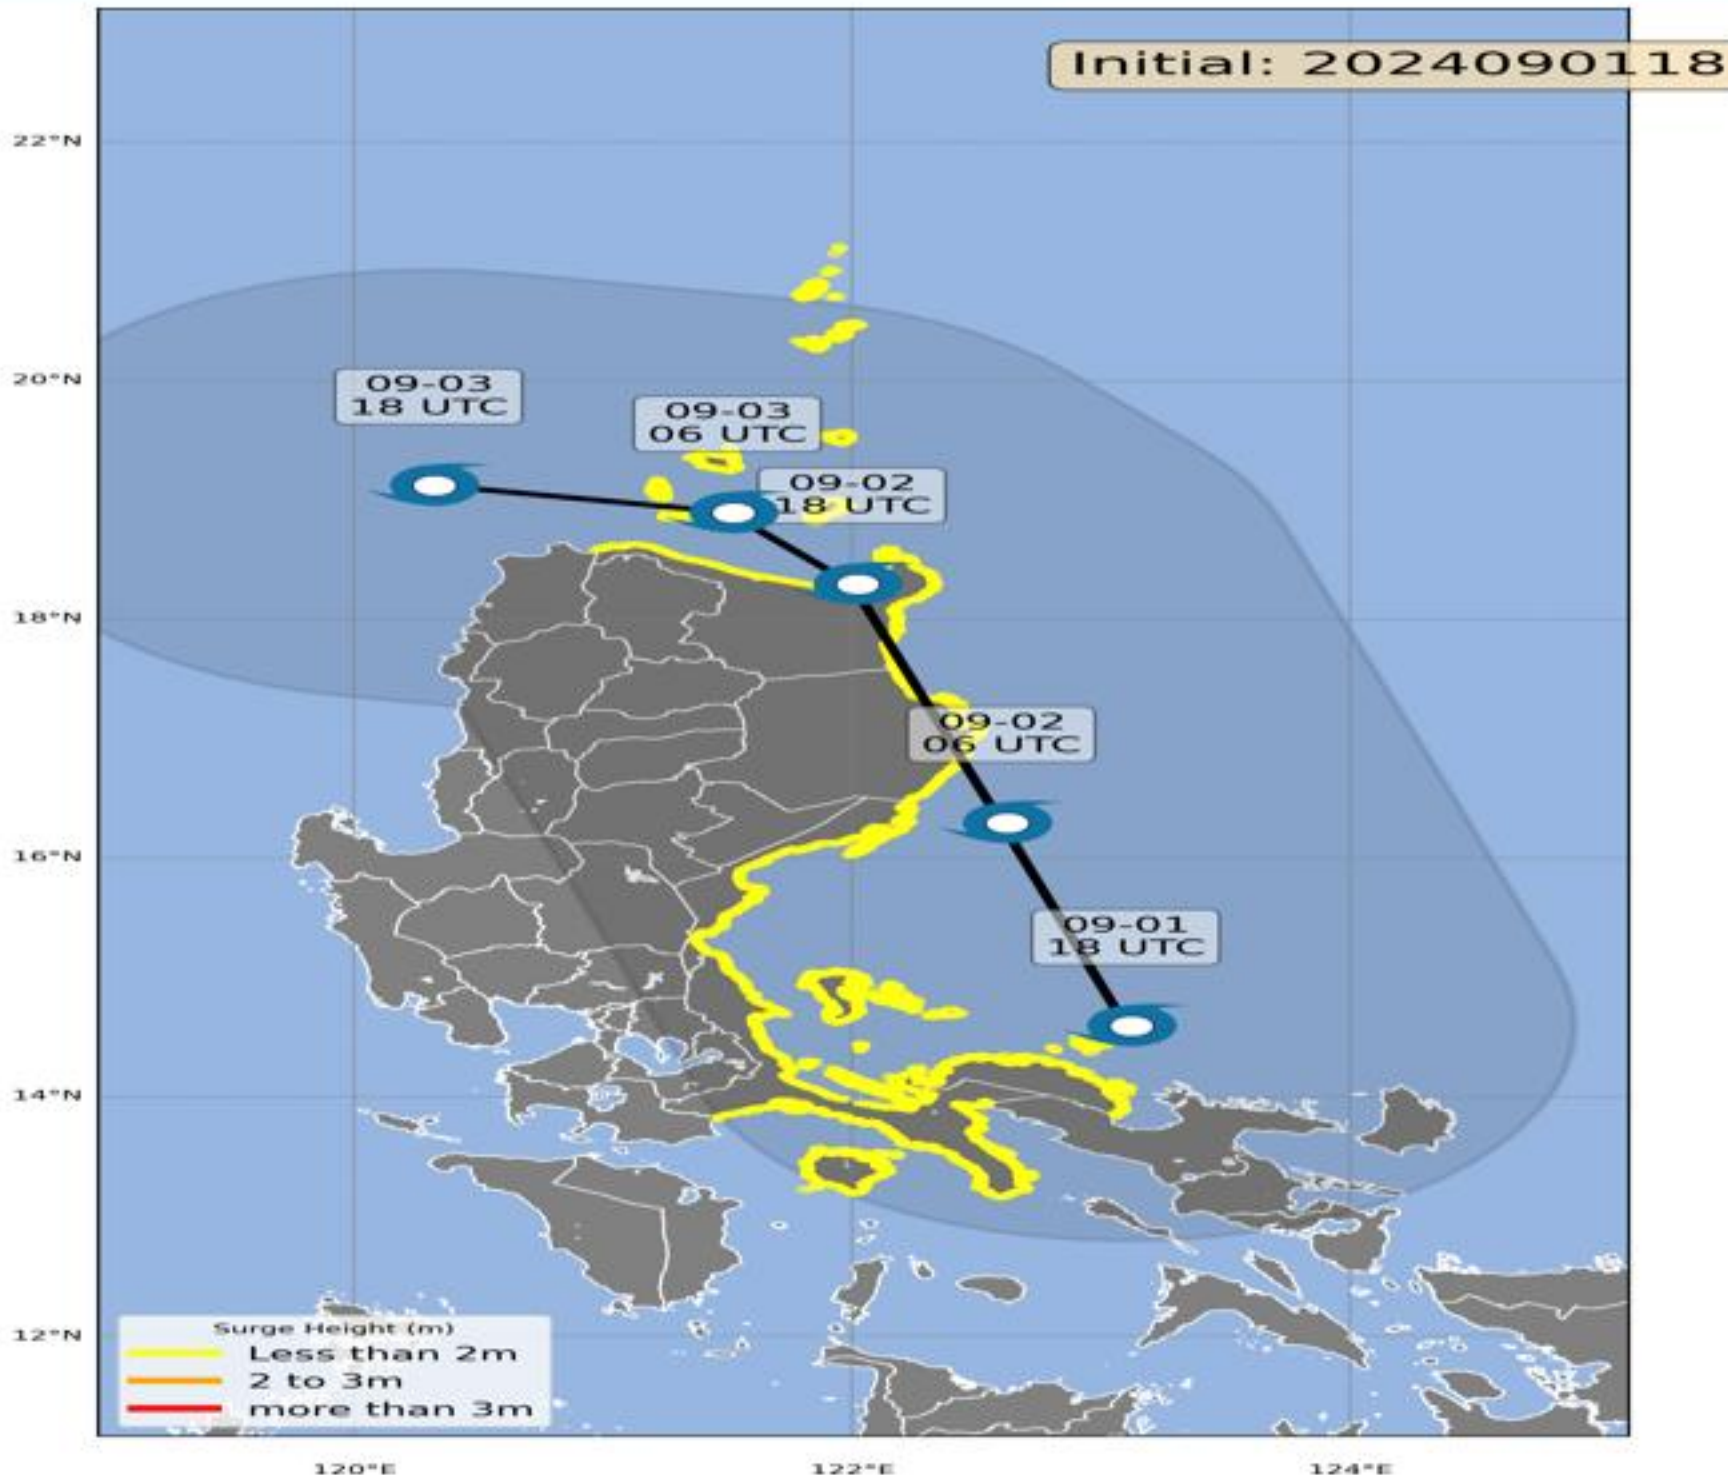 Initial: 2024090118
22°N
20°N
18°N
16°N
14°N
12°N
09-03
18 UTC
09-03
06 UTC
09-02
18 UTC
09-02
06 UTC
09-01
18 UTC
Surge Height (m)
Less than 2m
2 to 3m
more than 3m
120°E
122°E
124°E